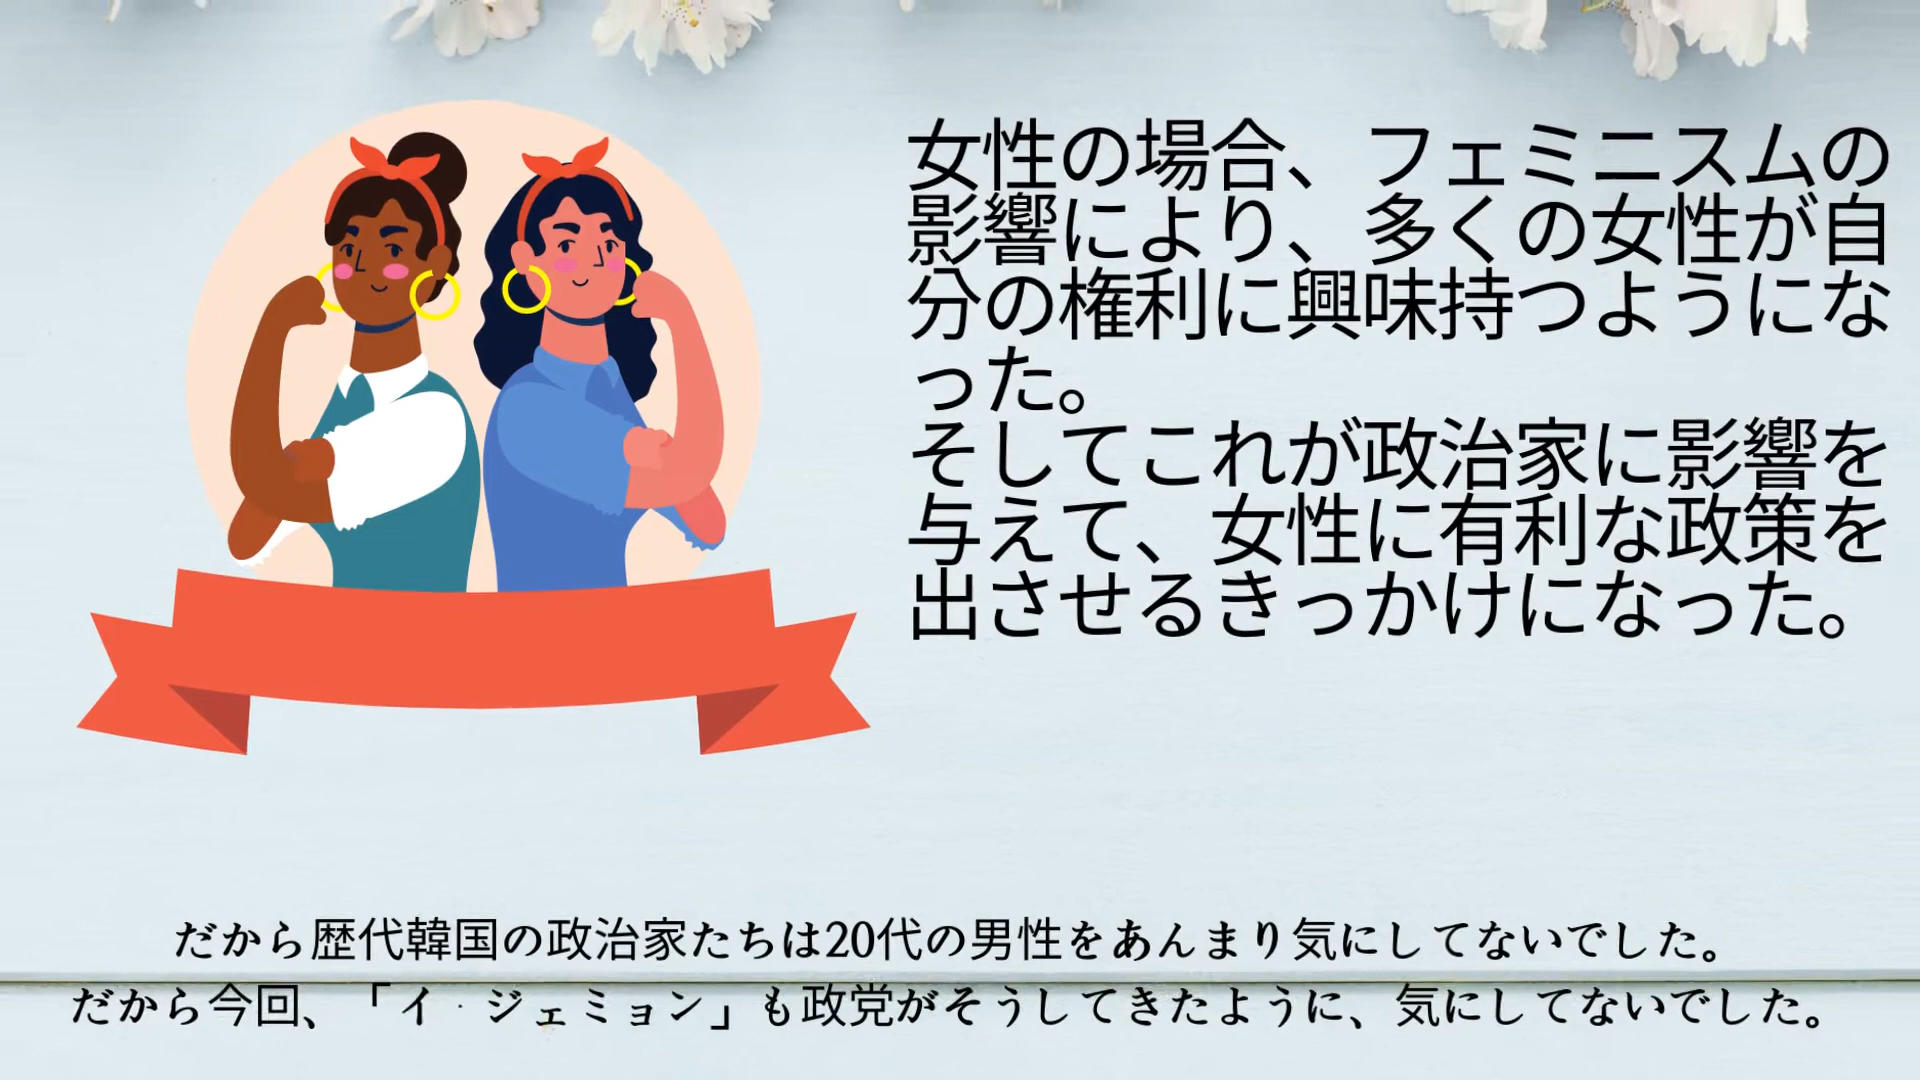 女性の場合、フェミニスムの
影響により、多くの女性が自
分の権利に興味持つようにな
った。
そしてこれが政治家に影響を
与えて、女性に有利な政策を
出させるきっかけになった。
だから歴代韓国の政治家たちは20代の男性をあんまり気にしてないでした。
だから今回、「イ·ジェミョン」も政党がそうしてきたように、気にしてないでした。